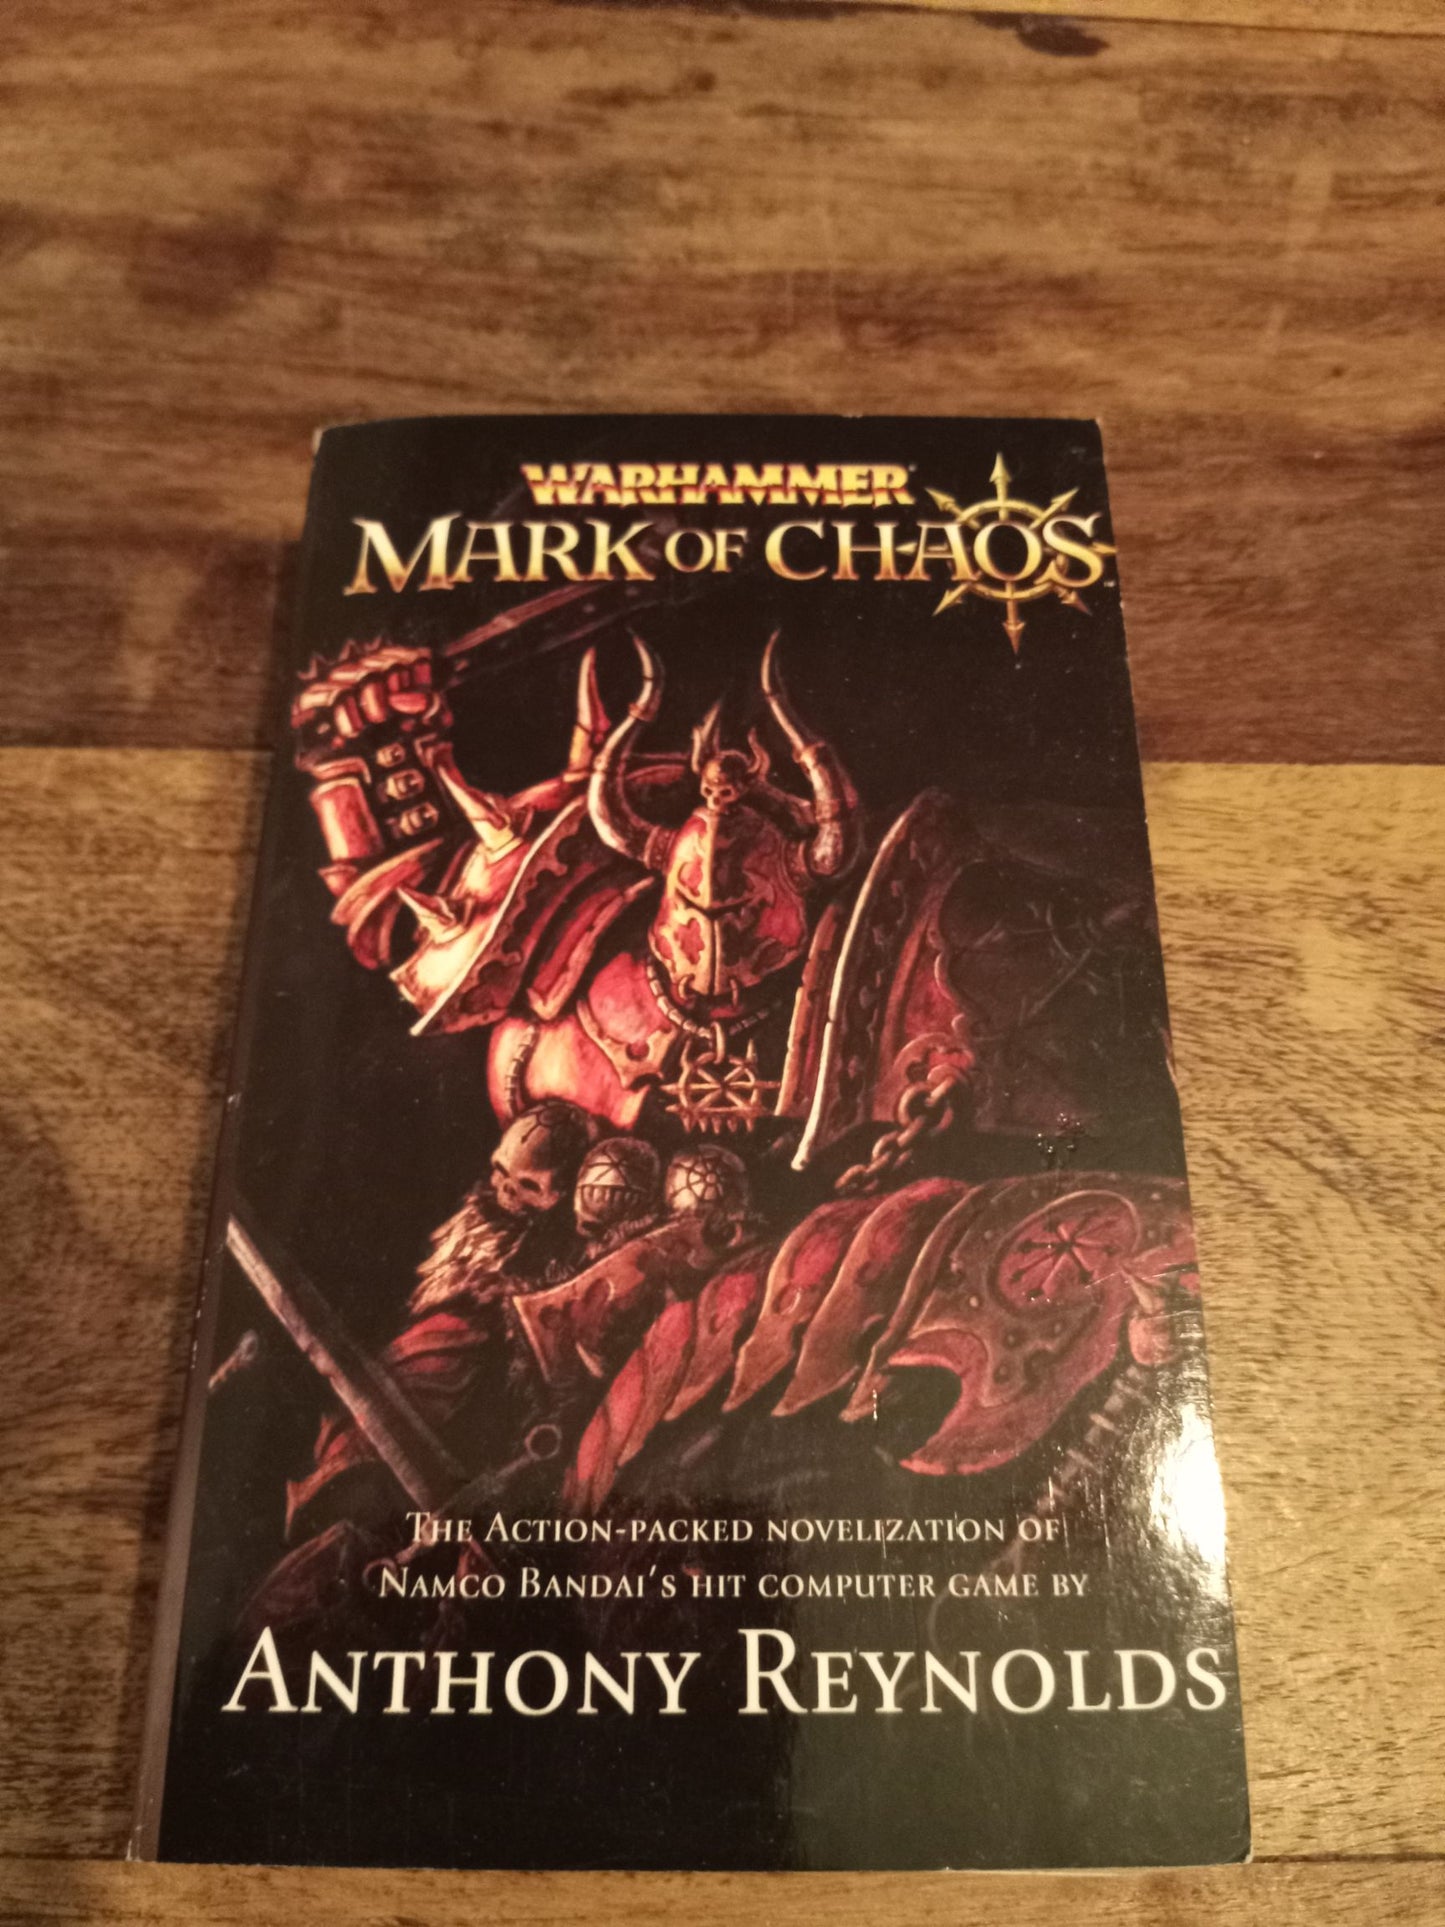 WARHAMMER
MARK OF CHAOS
THE ACTION-PACKED NOVELIZATION OF
NAMCO BANDAI'S HIT COMPUTER GAME BY
ANTHONY REYNOLDS